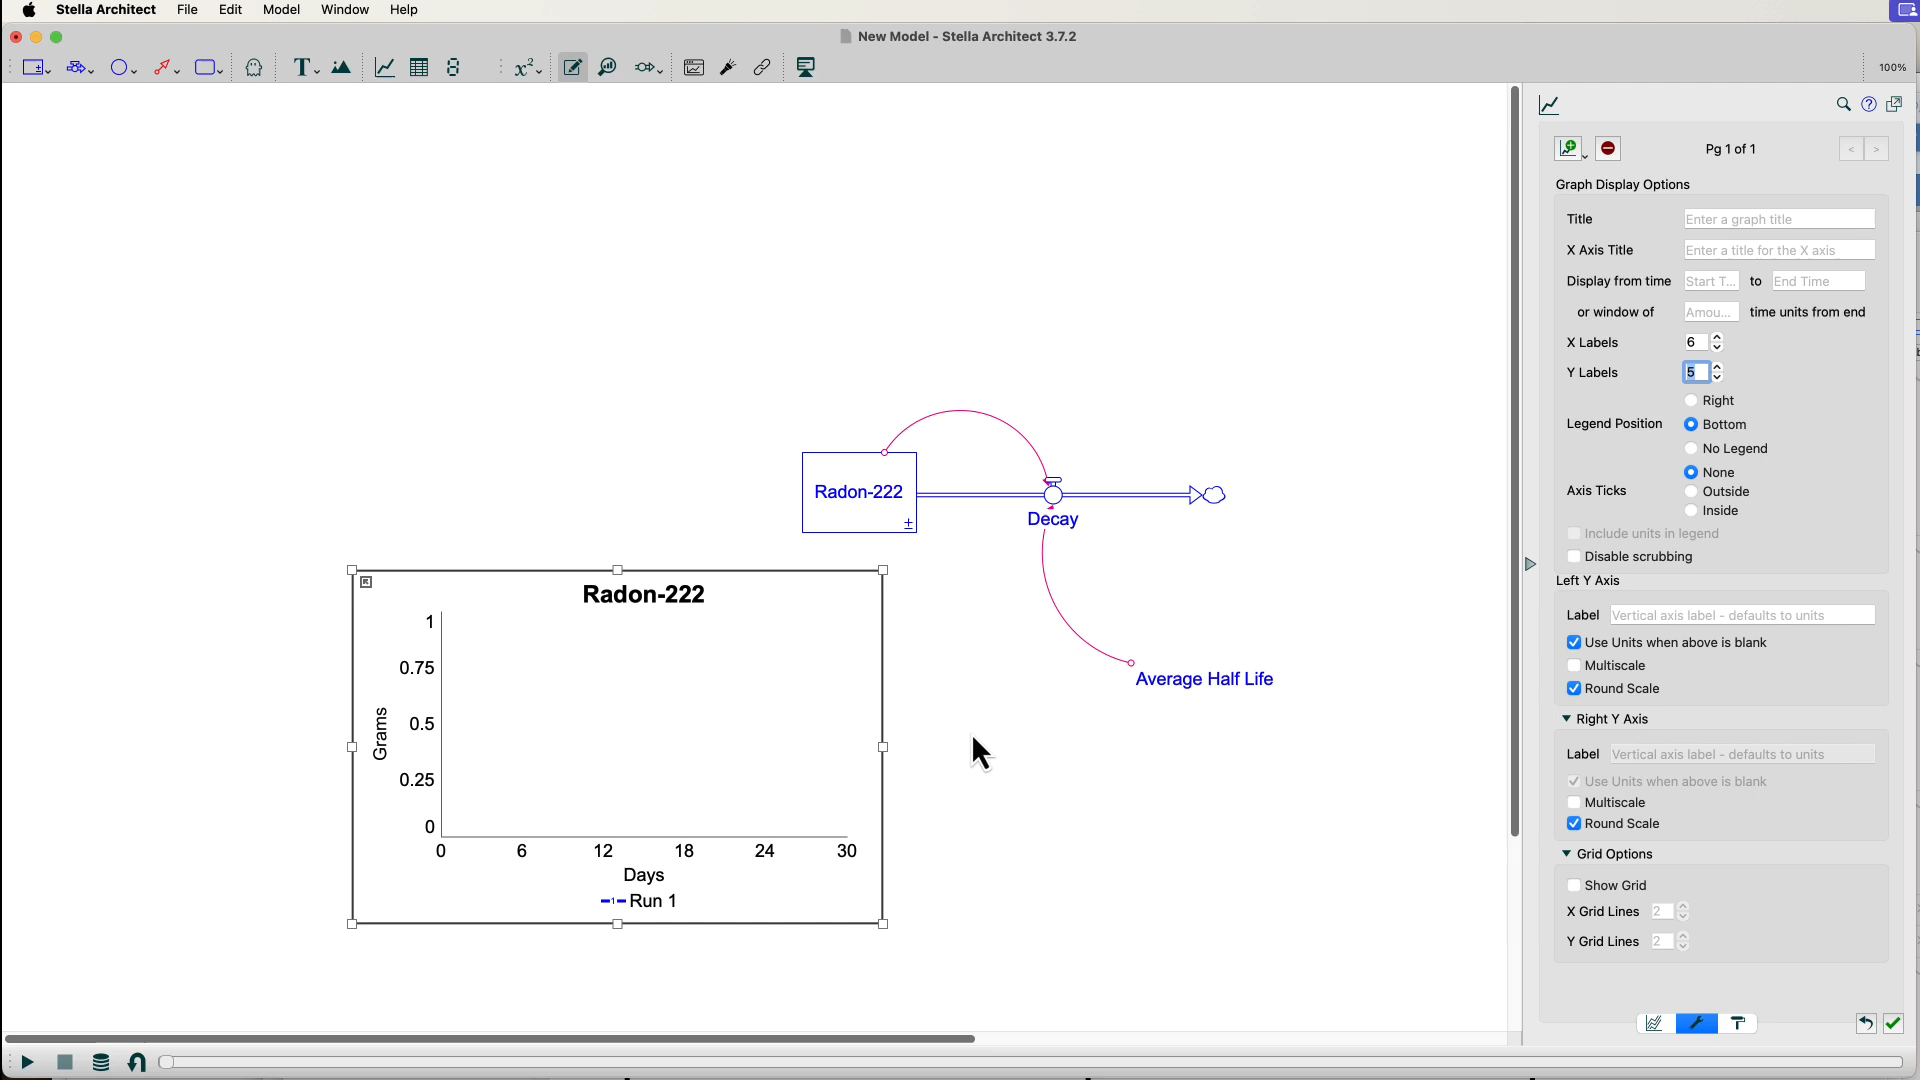 Stella Architect File Edit Model Window Help
New Model - Stella Architect 3.7.2
100%
Pg 1 of 1
< >
Graph Display Options
Title Enter a graph title
X Axis Title Enter a title for the X axis
Display from time Start T... to End Time
or window of Amou... time units from end
X Labels 6
Y Labels 5
Right
Legend Position Bottom
No Legend
None
Axis Ticks Outside
Inside
Include units in legend
Disable scrubbing
Left Y Axis
Label Vertical axis label - defaults to units
Use Units when above is blank
Multiscale
Round Scale
Right Y Axis
Label Vertical axis label - defaults to units
Use Units when above is blank
Multiscale
Round Scale
Grid Options
Show Grid
X Grid Lines 2
Y Grid Lines 2
Radon-222
Decay
Average Half Life
Radon-222
1
0.75
0.5
0.25
0
Grams
0 6 12 18 24 30
Days
1 Run 1